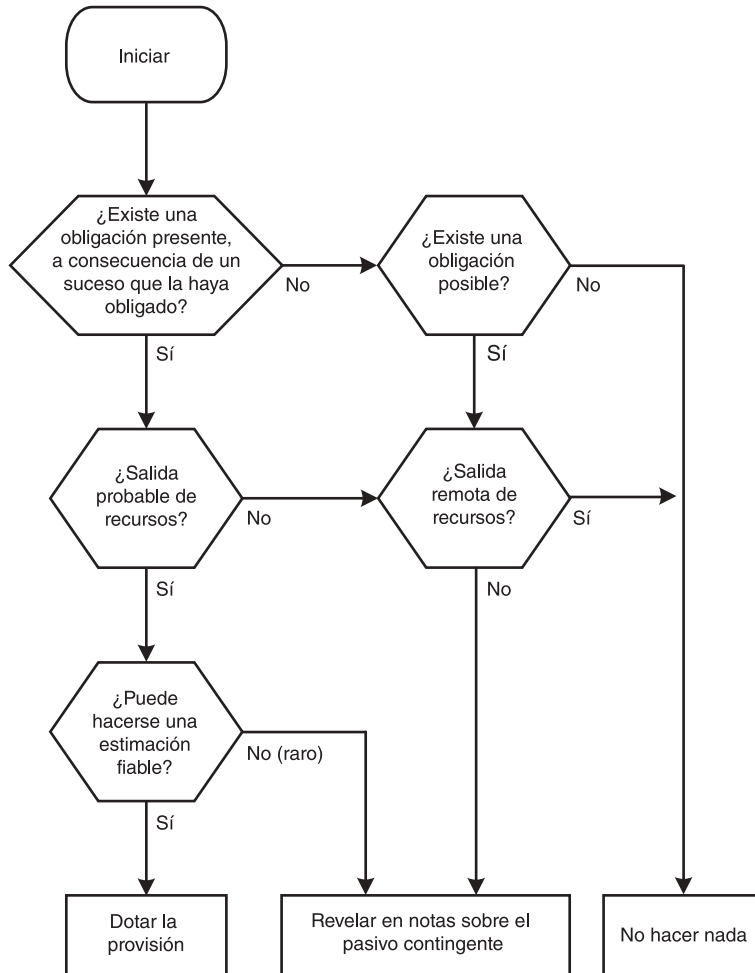 Iniciar
¿Existe una
obligación presente,
a consecuencia de un
suceso que la haya
obligado?
No
¿Existe una
obligación
posible?
No
Sí
Sí
¿Salida
probable de
recursos?
No
¿Salida
remota de
recursos?
Sí
Sí
No
¿Puede
hacerse una
estimación
fiable?
No (raro)
Sí
Dotar la
provisión
Revelar en notas sobre el
pasivo contingente
No hacer nada